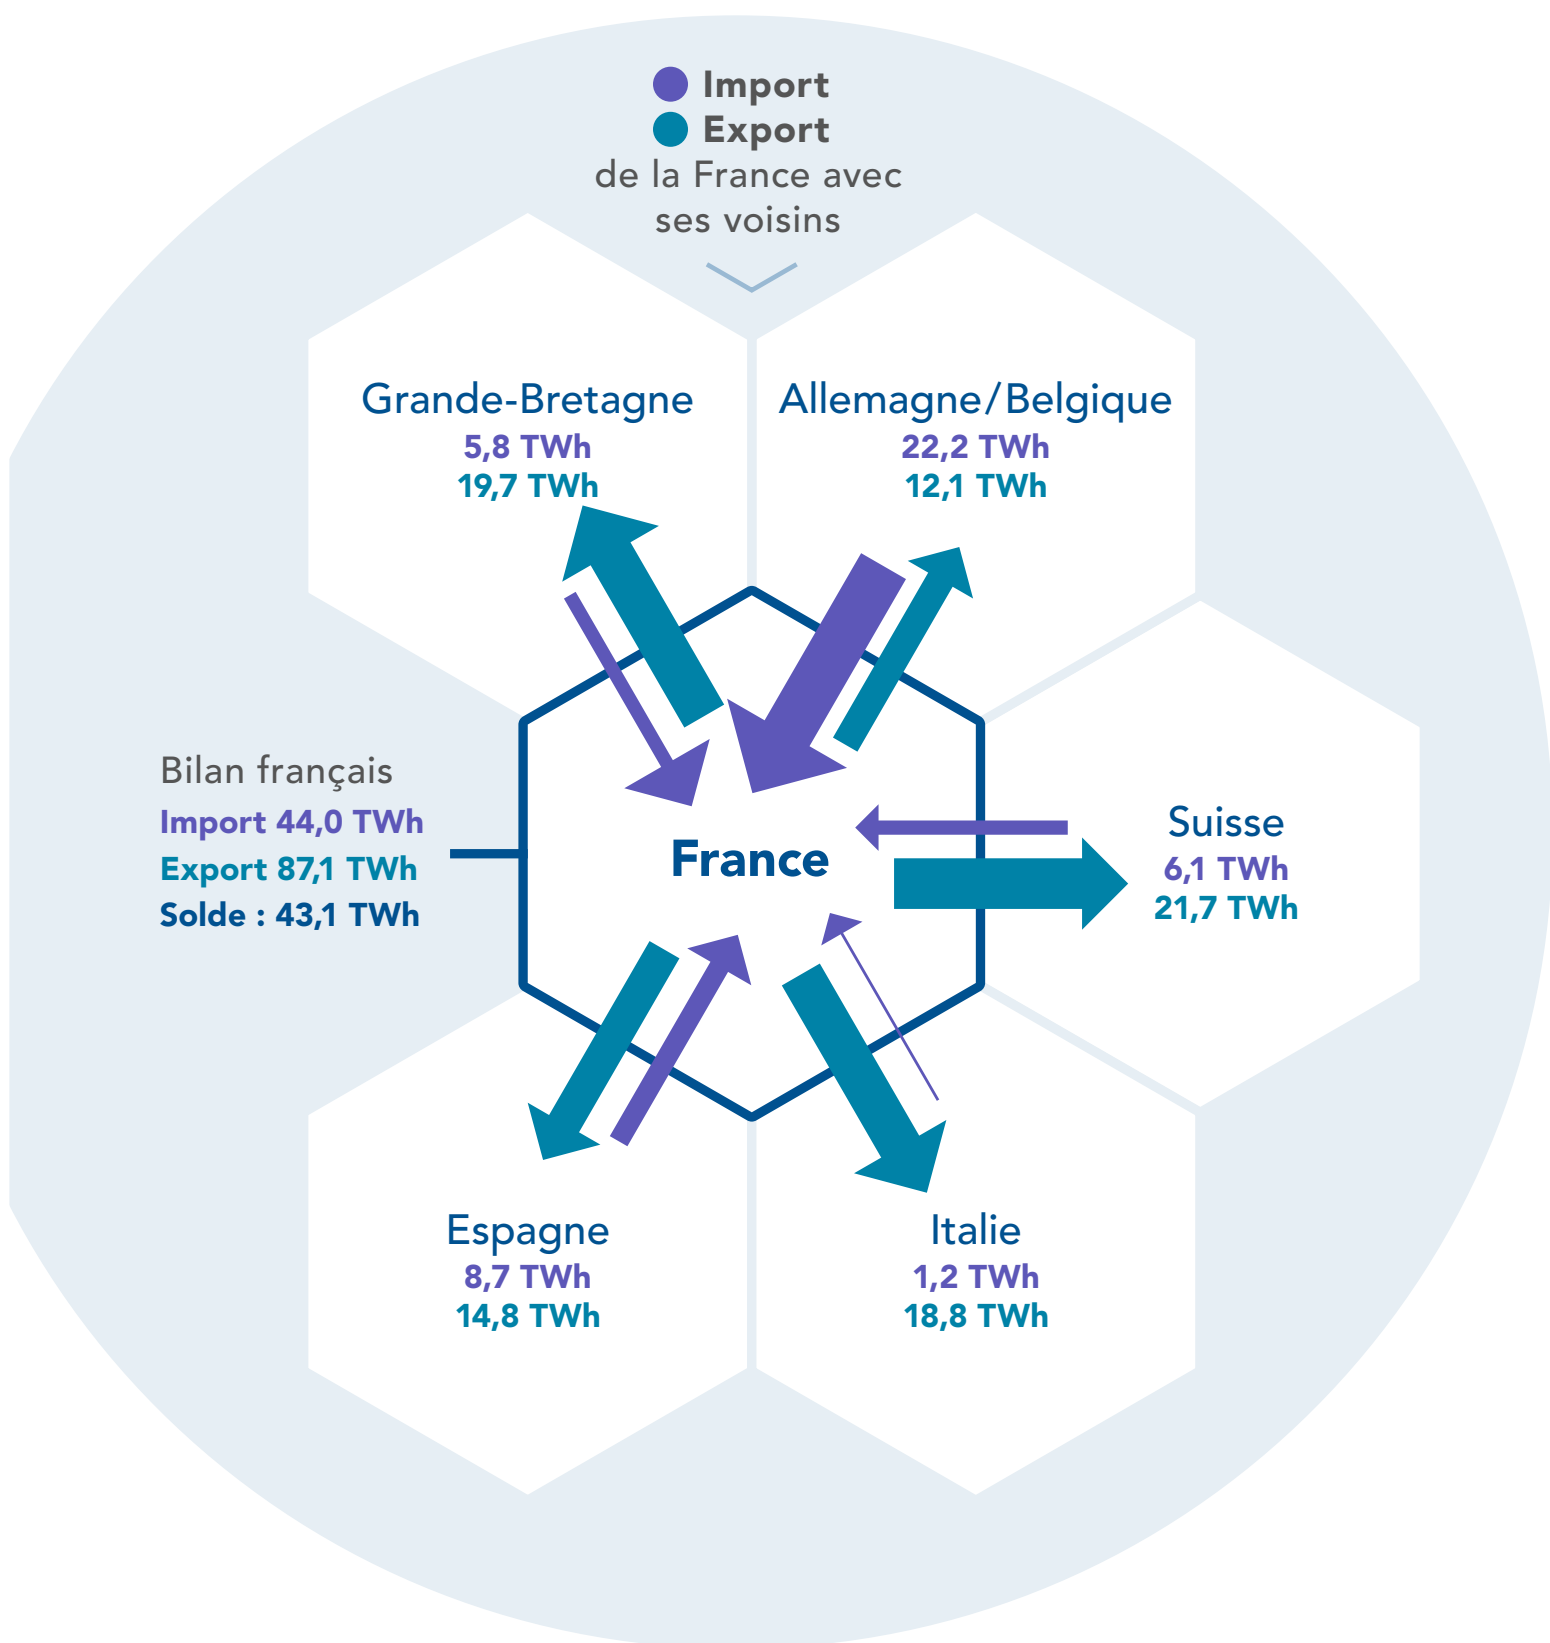 Import
Export
de la France avec
ses voisins
Grande-Bretagne
5,8 TWh
19,7 TWh
Allemagne/Belgique
22,2 TWh
12,1 TWh
Bilan français
Import 44,0 TWh
Export 87,1 TWh
Solde : 43,1 TWh
France
Suisse
6,1 TWh
21,7 TWh
Espagne
8,7 TWh
14,8 TWh
Italie
1,2 TWh
18,8 TWh